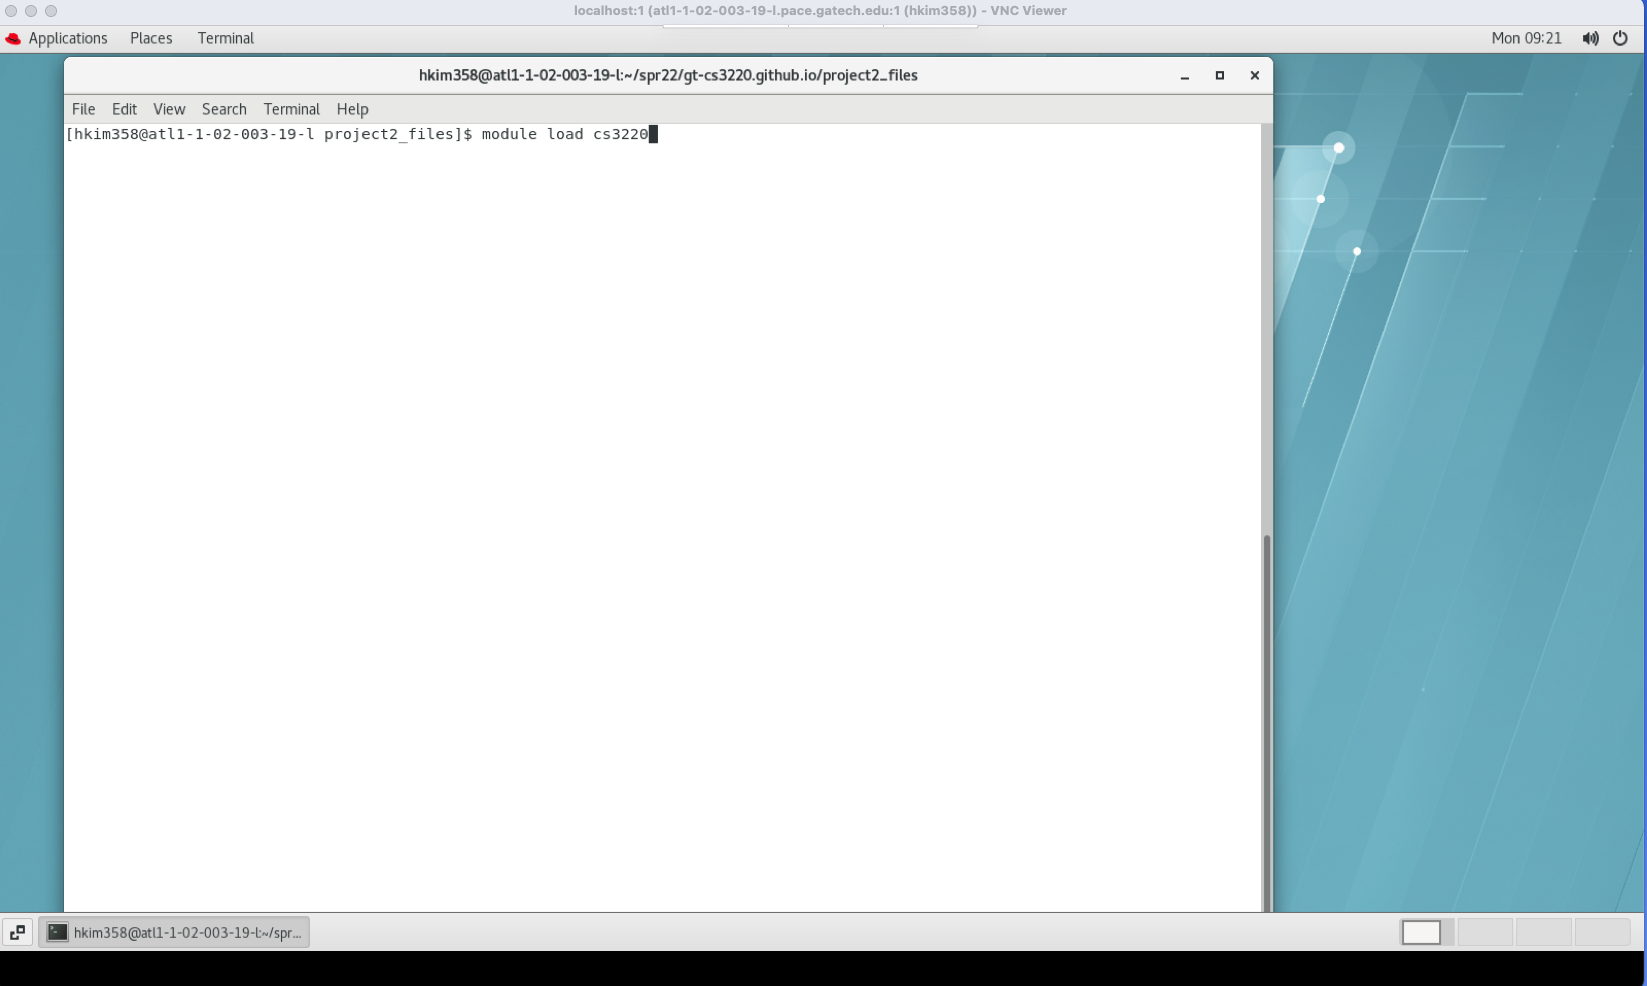 localhost:1 (atl1-1-02-003-19-l.pace.gatech.edu:1 (hkim358)) - VNC Viewer
Applications Places Terminal Mon 09:21
hkim358@atl1-1-02-003-19-l:~/spr22/gt-cs3220.github.io/project2_files
File Edit View Search Terminal Help
[hkim358@atl1-1-02-003-19-l project2_files]$ module load cs3220
hkim358@atl1-1-02-003-19-l:~/spr...